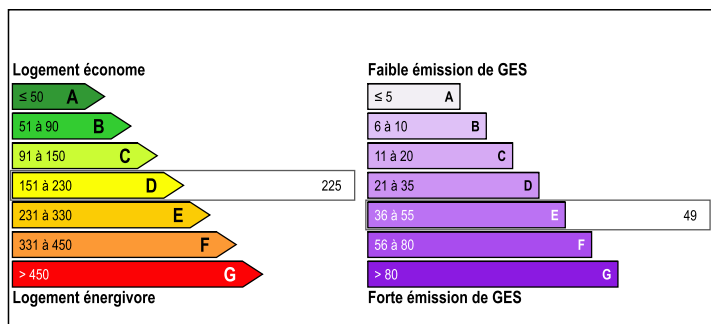 Logement économe
≤ 50 A
51 à 90 B
91 à 150 C
151 à 230 D 225
231 à 330 E
331 à 450 F
> 450 G
Logement énergivore
Faible émission de GES
≤ 5 A
6 à 10 B
11 à 20 C
21 à 35 D
36 à 55 E 49
56 à 80 F
> 80 G
Forte émission de GES